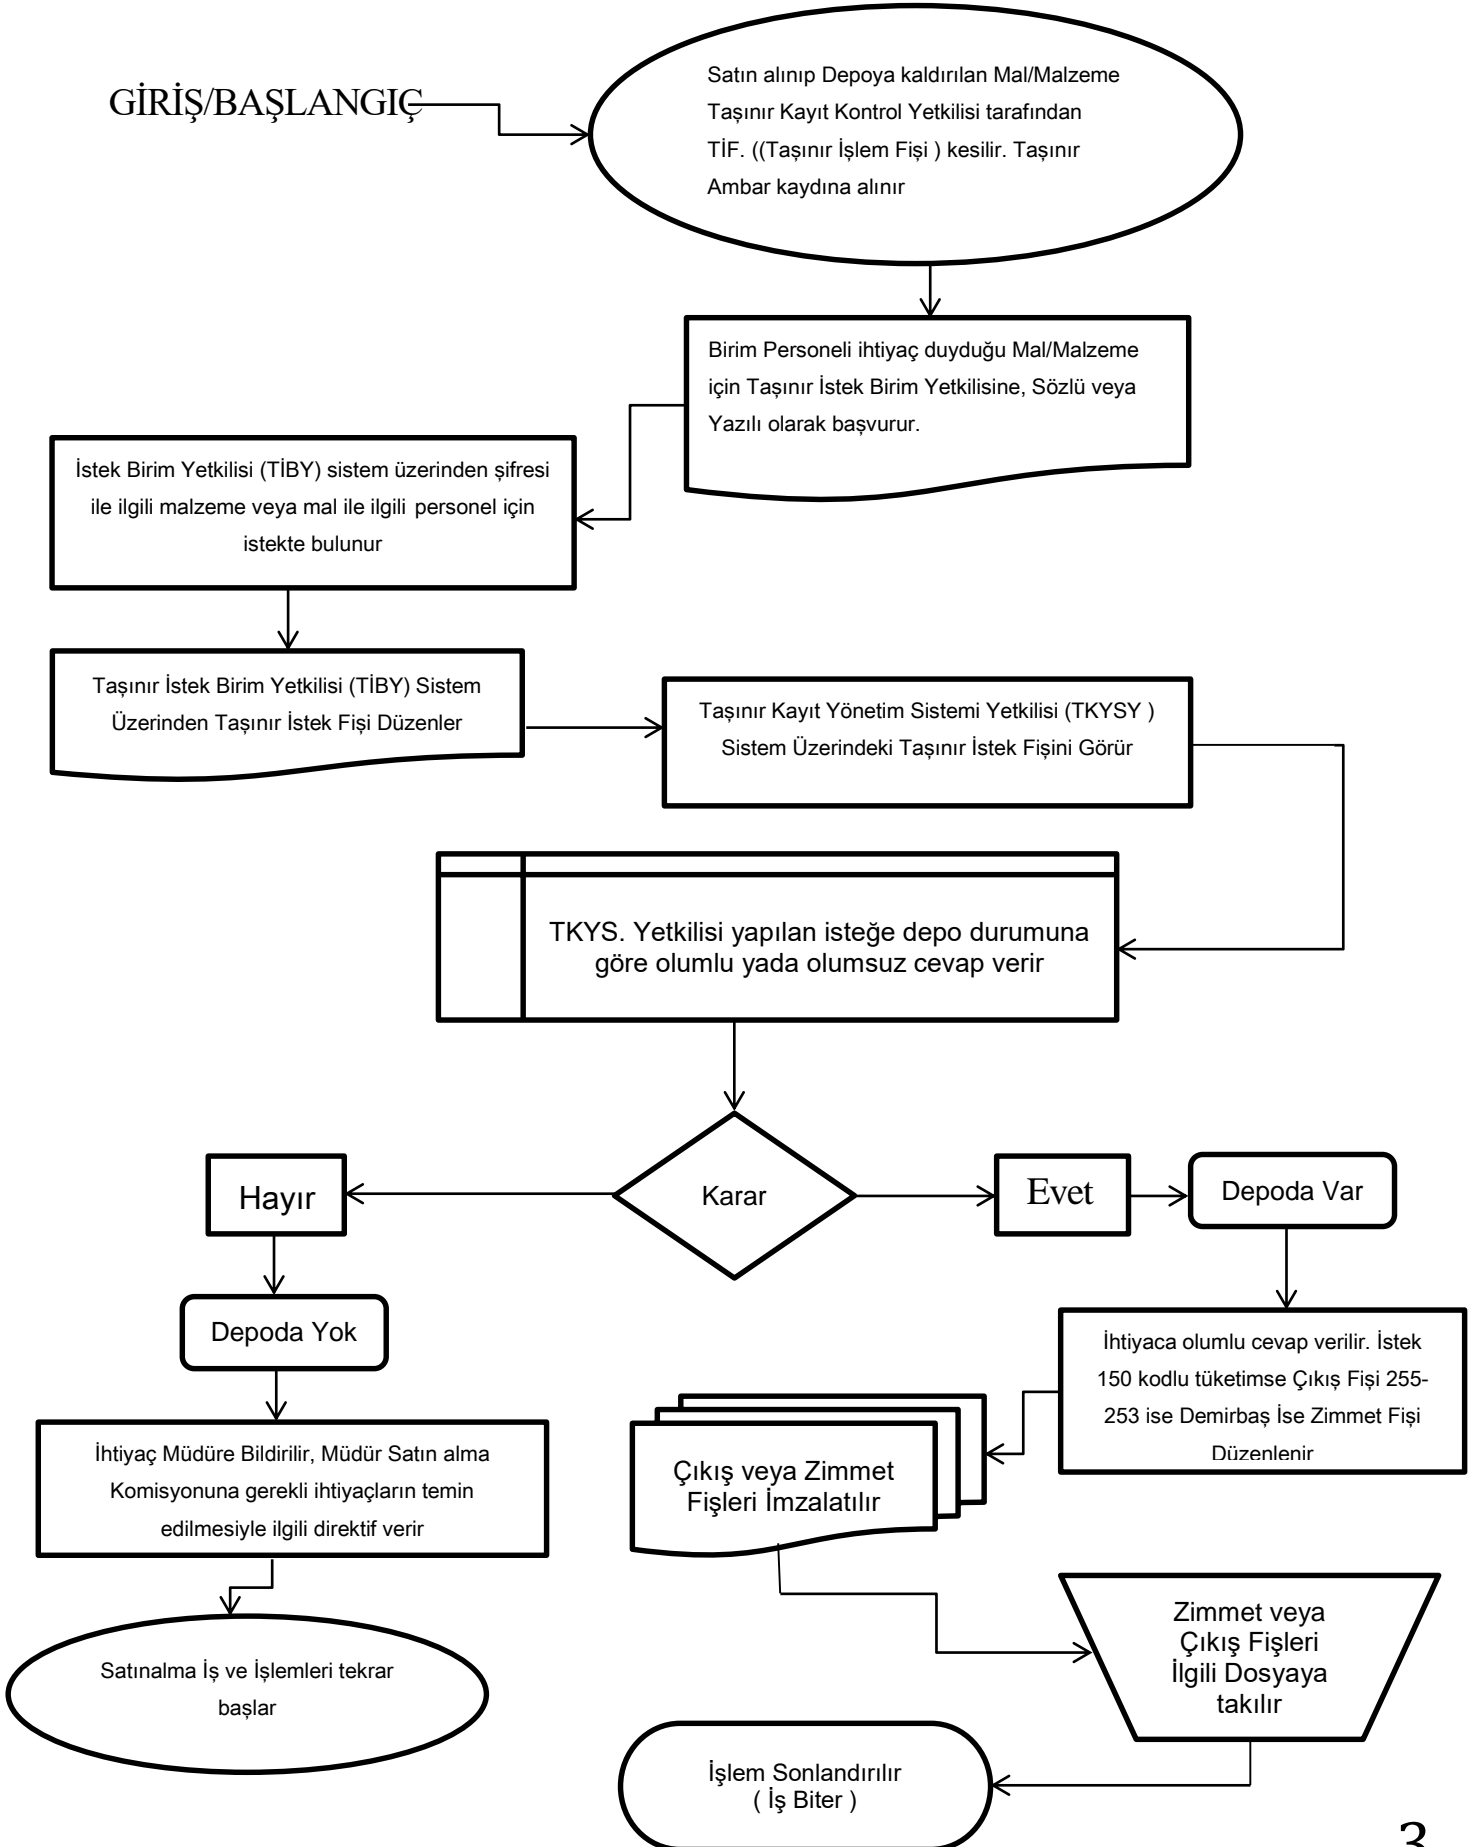 GİRİŞ/BAŞLANGIÇ
Satın alınıp Depoya kaldırılan Mal/Malzeme
Taşınır Kayıt Kontrol Yetkilisi tarafından
TİF. ((Taşınır İşlem Fişi ) kesilir. Taşınır
Ambar kaydına alınır
Birim Personeli ihtiyaç duyduğu Mal/Malzeme
için Taşınır İstek Birim Yetkilisine, Sözlü veya
Yazılı olarak başvurur.
İstek Birim Yetkilisi (TİBY) sistem üzerinden şifresi
ile ilgili malzeme veya mal ile ilgili personel için
istekte bulunur
Taşınır İstek Birim Yetkilisi (TİBY) Sistem
Üzerinden Taşınır İstek Fişi Düzenler
Taşınır Kayıt Yönetim Sistemi Yetkilisi (TKYSY )
Sistem Üzerindeki Taşınır İstek Fişini Görür
TKYS. Yetkilisi yapılan isteğe depo durumuna
göre olumlu yada olumsuz cevap verir
Karar
Hayır
Evet
Depoda Var
Depoda Yok
İhtiyaca olumlu cevap verilir. İstek
150 kodlu tüketimse Çıkış Fişi 255-
253 ise Demirbaş İse Zimmet Fişi
Düzenlenir
İhtiyaç Müdüre Bildirilir, Müdür Satın alma
Komisyonuna gerekli ihtiyaçların temin
edilmesiyle ilgili direktif verir
Çıkış veya Zimmet
Fişleri İmzalatılır
Satınalma İş ve İşlemleri tekrar
başlar
Zimmet veya
Çıkış Fişleri
İlgili Dosyaya
takılır
İşlem Sonlandırılır
( İş Biter )
3